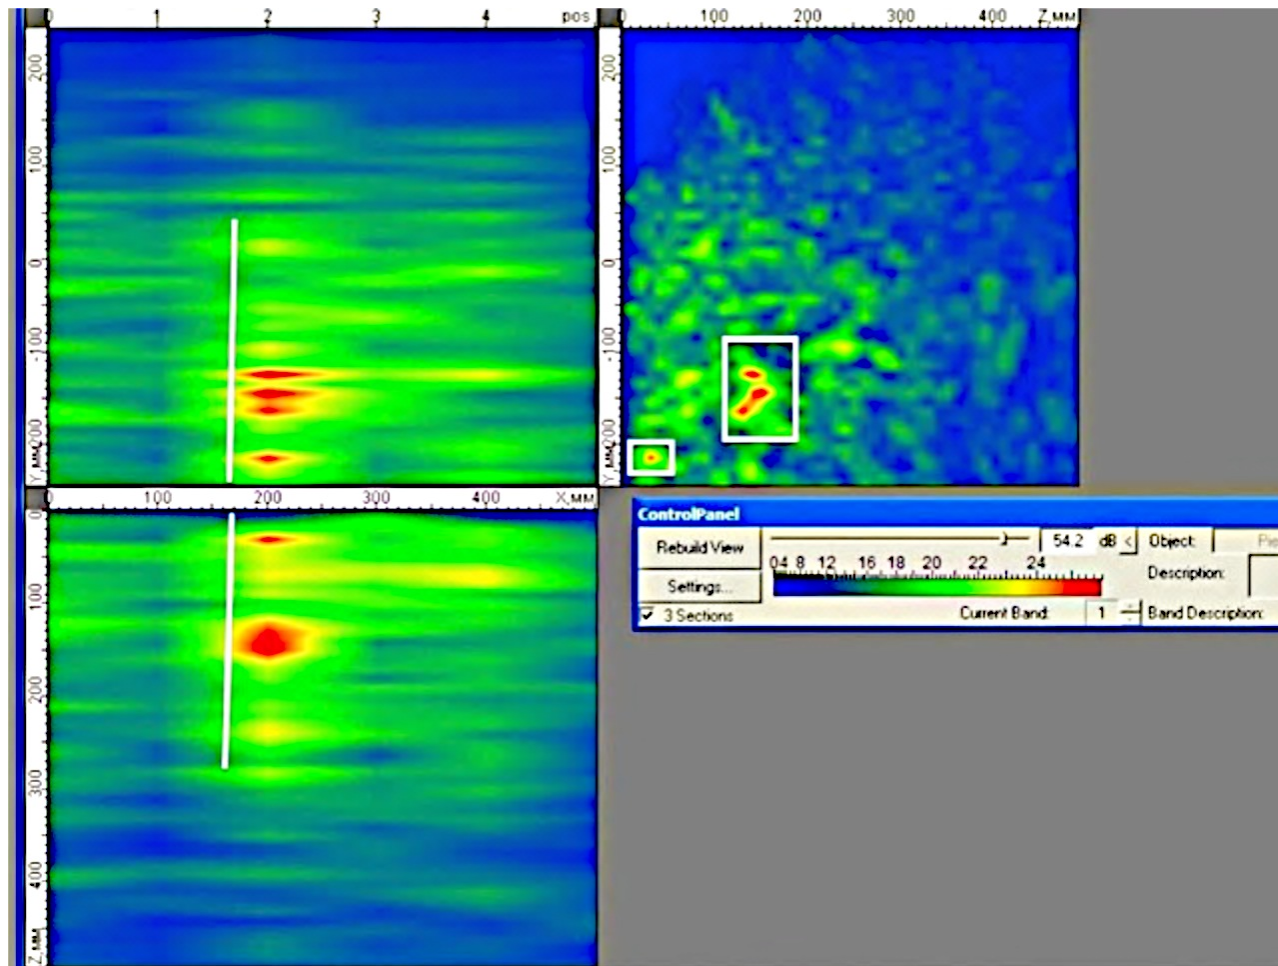 0 1 2 3 4 pos
0 100 200 300 400 Z,мм
200
100
0
-100
-200
Y,мм
200
100
0
-100
-200
Y,мм
0 100 200 300 400 X,мм
0
100
200
300
400
Z,мм
ControlPanel
Rebuild View
54.2 dB <
Object:
Settings...
04 8 12 16 18 20 22 24
Description:
3 Sections
Current Band: 1
Band Description: